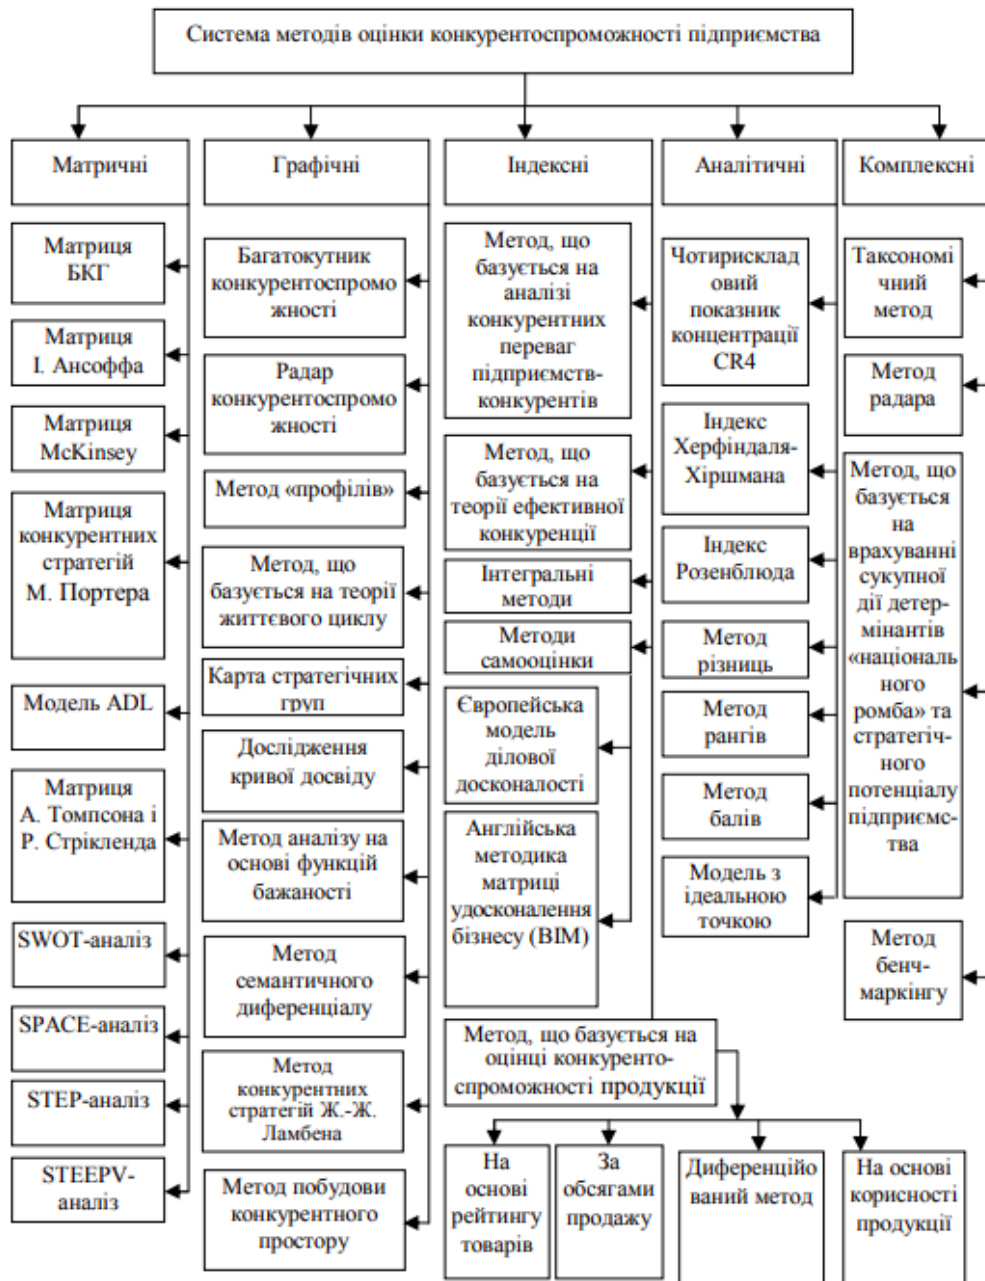 Система методів оцінки конкурентоспроможності підприємства
Матричні
Графічні
Індексні
Аналітичні
Комплексні
Матриця
БКГ
Матриця
І. Ансоффа
Матриця
McKinsey
Матриця
конкурентних
стратегій
М. Портера
Модель ADL
Матриця
А. Томпсона і
Р. Стрікленда
SWOT-аналіз
SPACE-аналіз
STEP-аналіз
STEEPV-
аналіз
Багатокутник
конкурентоспромо
жності
Радар
конкурентоспромо
жності
Метод «профілів»
Метод, що
базується на теорії
життєвого циклу
Карта стратегічних
груп
Дослідження
кривої досвіду
Метод аналізу на
основі функцій
бажаності
Метод
семантичного
диференціалу
Метод
конкурентних
стратегій Ж.-Ж.
Ламбена
Метод побудови
конкурентного
простору
Метод, що
базується на
аналізі
конкурентних
переваг
підприємств-
конкурентів
Метод, що
базується на
теорії ефективної
конкуренції
Інтегральні
методи
Методи
самооцінки
Європейська
модель
ділової
досконалості
Англійська
методика
матриці
удосконалення
бізнесу (BIM)
Метод, що базується на
оцінці конкуренто-
спроможності продукції
На
основі
рейтингу
товарів
За
обсягами
продажу
Диференційо
ваний метод
На основі
корисності
продукції
Чотирисклад
овий
показник
концентрації
CR4
Індекс
Херфіндаля-
Хіршмана
Індекс
Розенблюда
Метод
різниць
Метод
рангів
Метод
балів
Модель з
ідеальною
точкою
Таксономі
чний метод
Метод
радара
Метод, що
базується
на
врахуванні
сукупної
дії детер-
мінантів
«національ
ного
ромба» та
стратегіч-
ного
потенціалу
підприємс-
тва
Метод
бенч-
маркінгу